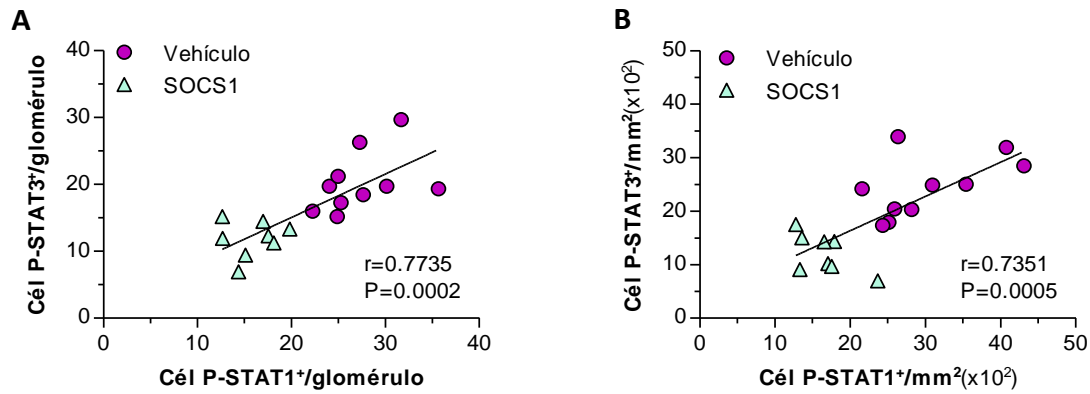 A
Cél P-STAT3⁺/glomérulo
40
30
20
10
0
Vehículo
SOCS1
r=0.7735
P=0.0002
0 10 20 30 40
Cél P-STAT1⁺/glomérulo
B
Cél P-STAT3⁺/mm²(x10²)
50
40
30
20
10
0
Vehículo
SOCS1
r=0.7351
P=0.0005
0 10 20 30 40 50
Cél P-STAT1⁺/mm²(x10²)